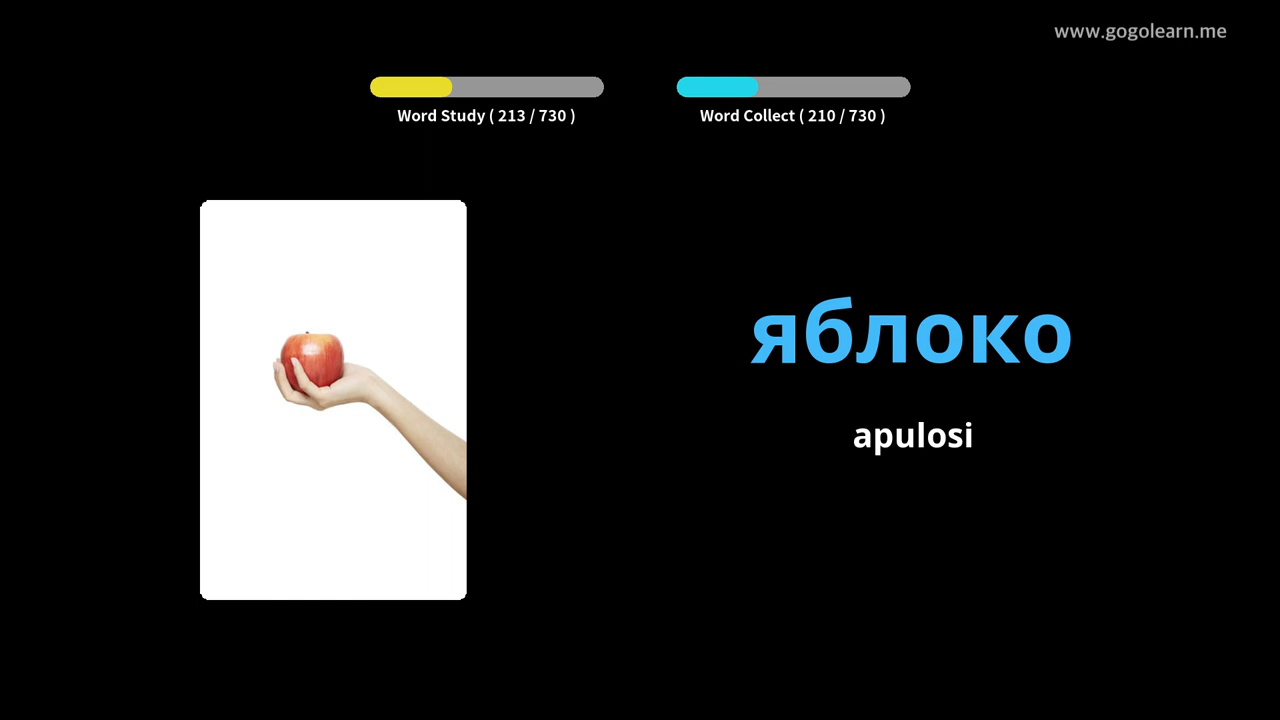 www.gogolearn.me
Word Study ( 213 / 730 )
Word Collect ( 210 / 730 )
яблоко
apulosi